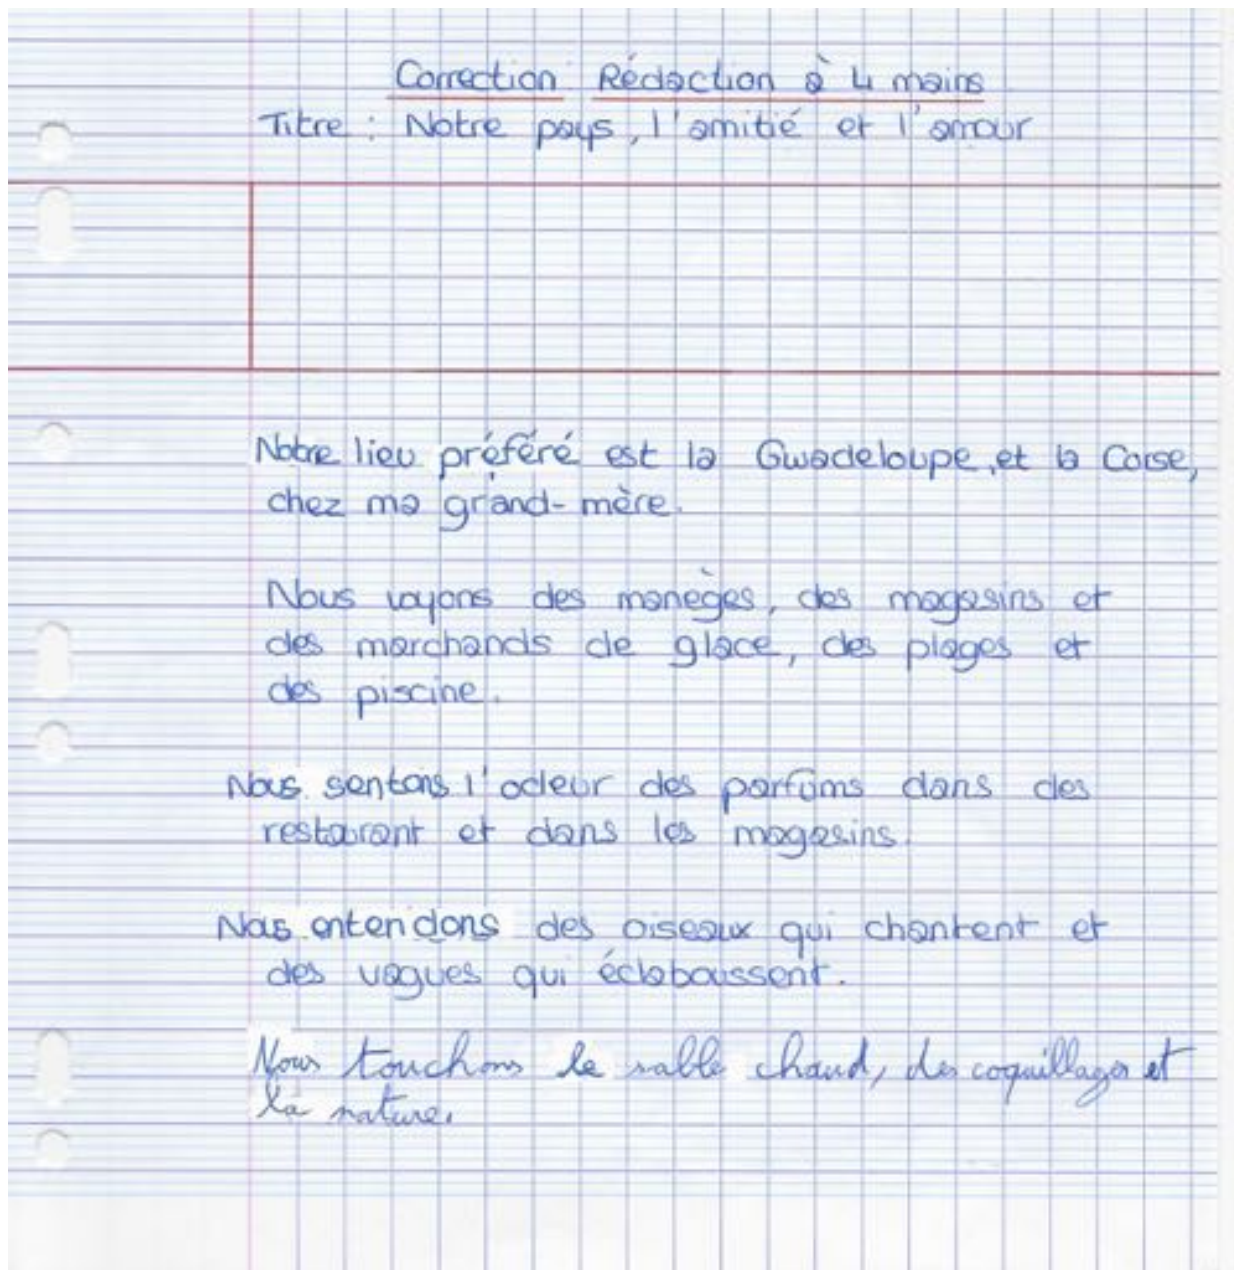 Correction Rédaction à 4 mains
Titre : Notre pays, l'amitié et l'amour
Notre lieu préféré est la Guadeloupe, et la Corse,
chez ma grand-mère.
Nous voyons des manèges, des magasins et
des marchands de glace, des plages et
des piscine.
Nous sentons l'odeur des parfums dans des
restaurant et dans les magasins.
Nous entendons des oiseaux qui chantent et
des vagues qui éclaboussent.
Nous touchons le sable chaud, des coquillages et
la nature.